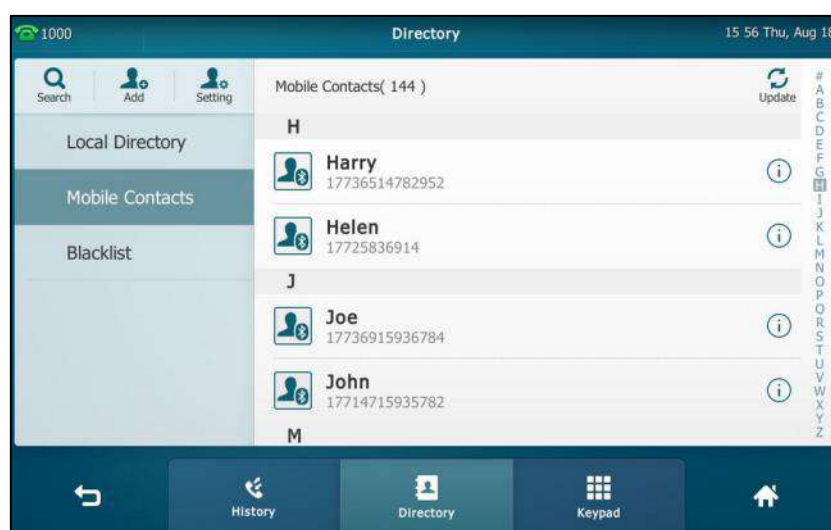 1000
Directory
15 56 Thu, Aug 18
Search
Add
Setting
Local Directory
Mobile Contacts
Blacklist
Mobile Contacts( 144 )
Update
H
Harry
17736514782952
Helen
17725836914
J
Joe
17736915936784
John
17714715935782
M
#
A
B
C
D
E
F
G
H
I
J
K
L
M
N
O
P
Q
R
S
T
U
V
W
X
Y
Z
History
Directory
Keypad